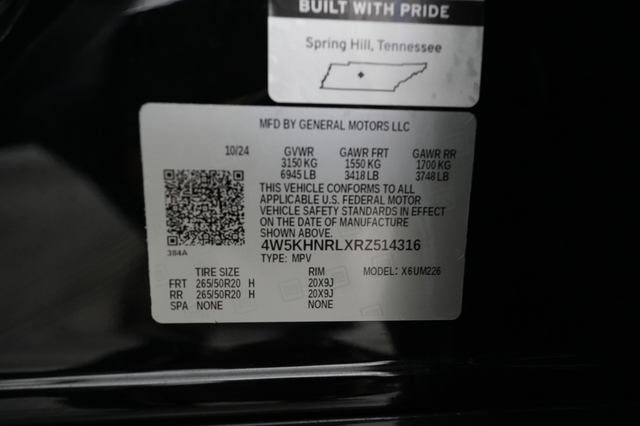 BUILT WITH PRIDE
Spring Hill, Tennessee
MFD BY GENERAL MOTORS LLC
10/24 GVWR GAWR FRT GAWR RR
3150 KG 1550 KG 1700 KG
6945 LB 3418 LB 3748 LB
THIS VEHICLE CONFORMS TO ALL
APPLICABLE U.S. FEDERAL MOTOR
VEHICLE SAFETY STANDARDS IN EFFECT
ON THE DATE OF MANUFACTURE
SHOWN ABOVE.
384A
4W5KHNRLXRZ514316
TYPE: MPV
TIRE SIZE RIM MODEL: X6UM226
FRT 265/50R20 H 20X9J
RR 265/50R20 H 20X9J
SPA NONE NONE